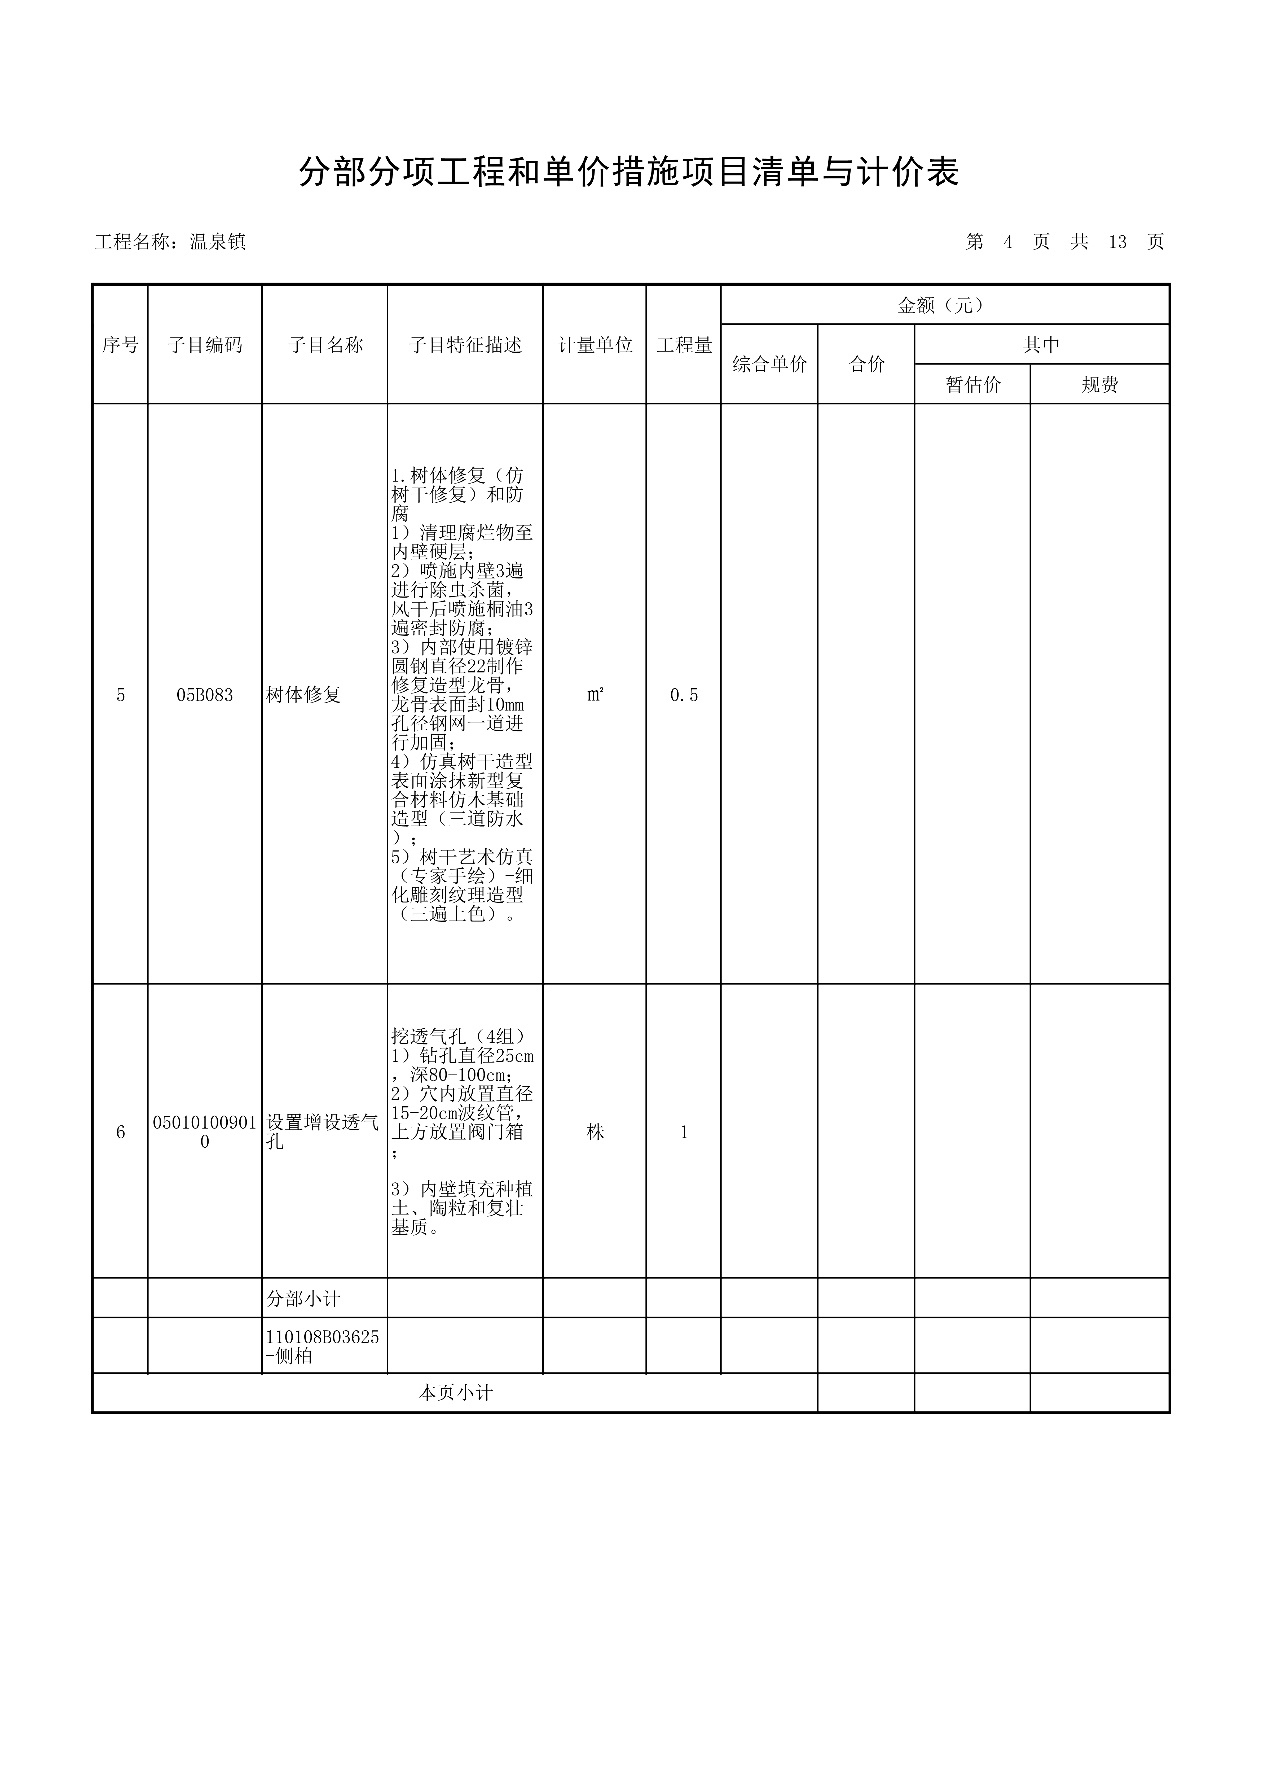 分部分项工程和单价措施项目清单与计价表
工程名称：温泉镇
第 4 页 共 13 页
序号 子目编码 子目名称 子目特征描述 计量单位 工程量 金额（元）
综合单价 合价 其中
暂估价 规费
5 05B083 树体修复 m² 0.5
1.树体修复（仿
树干修复）和防
腐
1）清理腐烂物至
内壁硬层；
2）喷施内壁3遍
进行除虫杀菌，
风干后喷施桐油3
遍密封防腐；
3）内部使用镀锌
圆钢直径22制作
修复造型龙骨，
龙骨表面封10mm
孔径钢网一道进
行加固；
4）仿真树干造型
表面涂抹新型复
合材料仿木基础
造型（三道防水
）；
5）树干艺术仿真
（专家手绘）-细
化雕刻纹理造型
（三遍上色）。
6
05010100901
0
设置增设透气
孔
挖透气孔（4组）
1）钻孔直径25cm
，深80-100cm；
2）穴内放置直径
15-20cm波纹管，
上方放置阀门箱
；
3）内壁填充种植
土、陶粒和复壮
基质。
株 1
分部小计
110108B03625
-侧柏
本页小计